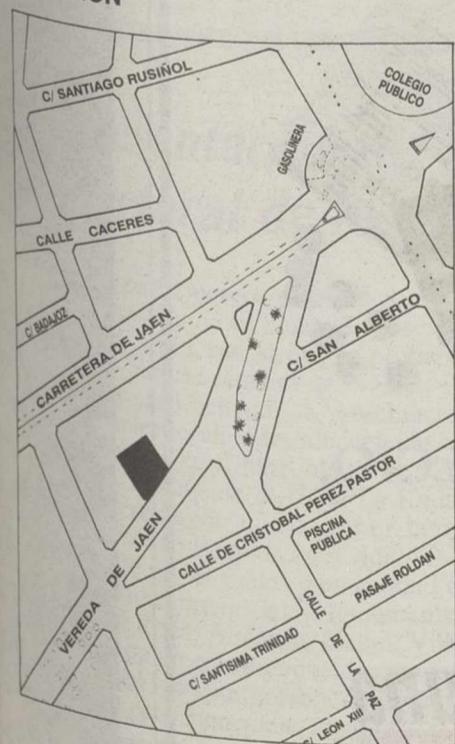 C/ SANTIAGO RUSIÑOL
COLEGIO
PUBLICO
GASOLINERA
CALLE CACERES
C/ BADAJOZ
CARRETERA DE JAEN
C/ SAN ALBERTO
CALLE DE CRISTOBAL PEREZ PASTOR
PISCINA
PUBLICA
VEREDA DE JAEN
PASAJE ROLDAN
CALLE DE LA PAZ
C/ SANTISIMA TRINIDAD
C/ LEON XIII